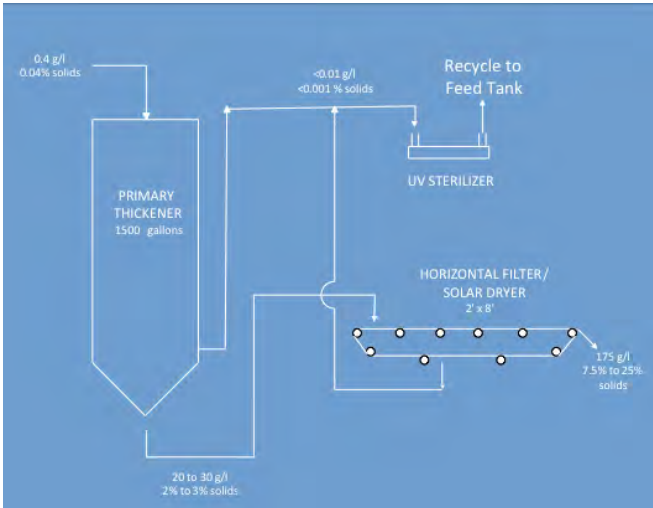 0.4 g/l
0.04% solids
<0.01 g/l
<0.001 % solids
Recycle to
Feed Tank
UV STERILIZER
PRIMARY
THICKENER
1500 gallons
HORIZONTAL FILTER/
SOLAR DRYER
2' x 8'
175 g/l
7.5% to 25%
solids
20 to 30 g/l
2% to 3% solids